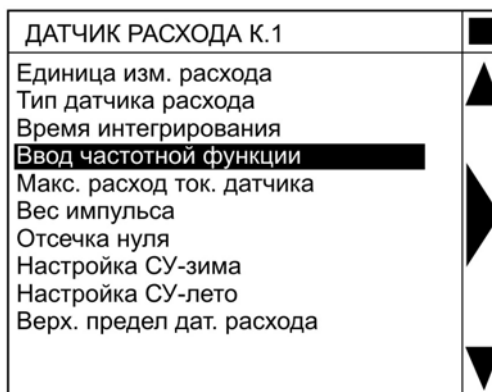 ДАТЧИК РАСХОДА К.1
Единица изм. расхода
Тип датчика расхода
Время интегрирования
Ввод частотной функции
Макс. расход ток. датчика
Вес импульса
Отсечка нуля
Настройка СУ-зима
Настройка СУ-лето
Верх. предел дат. расхода